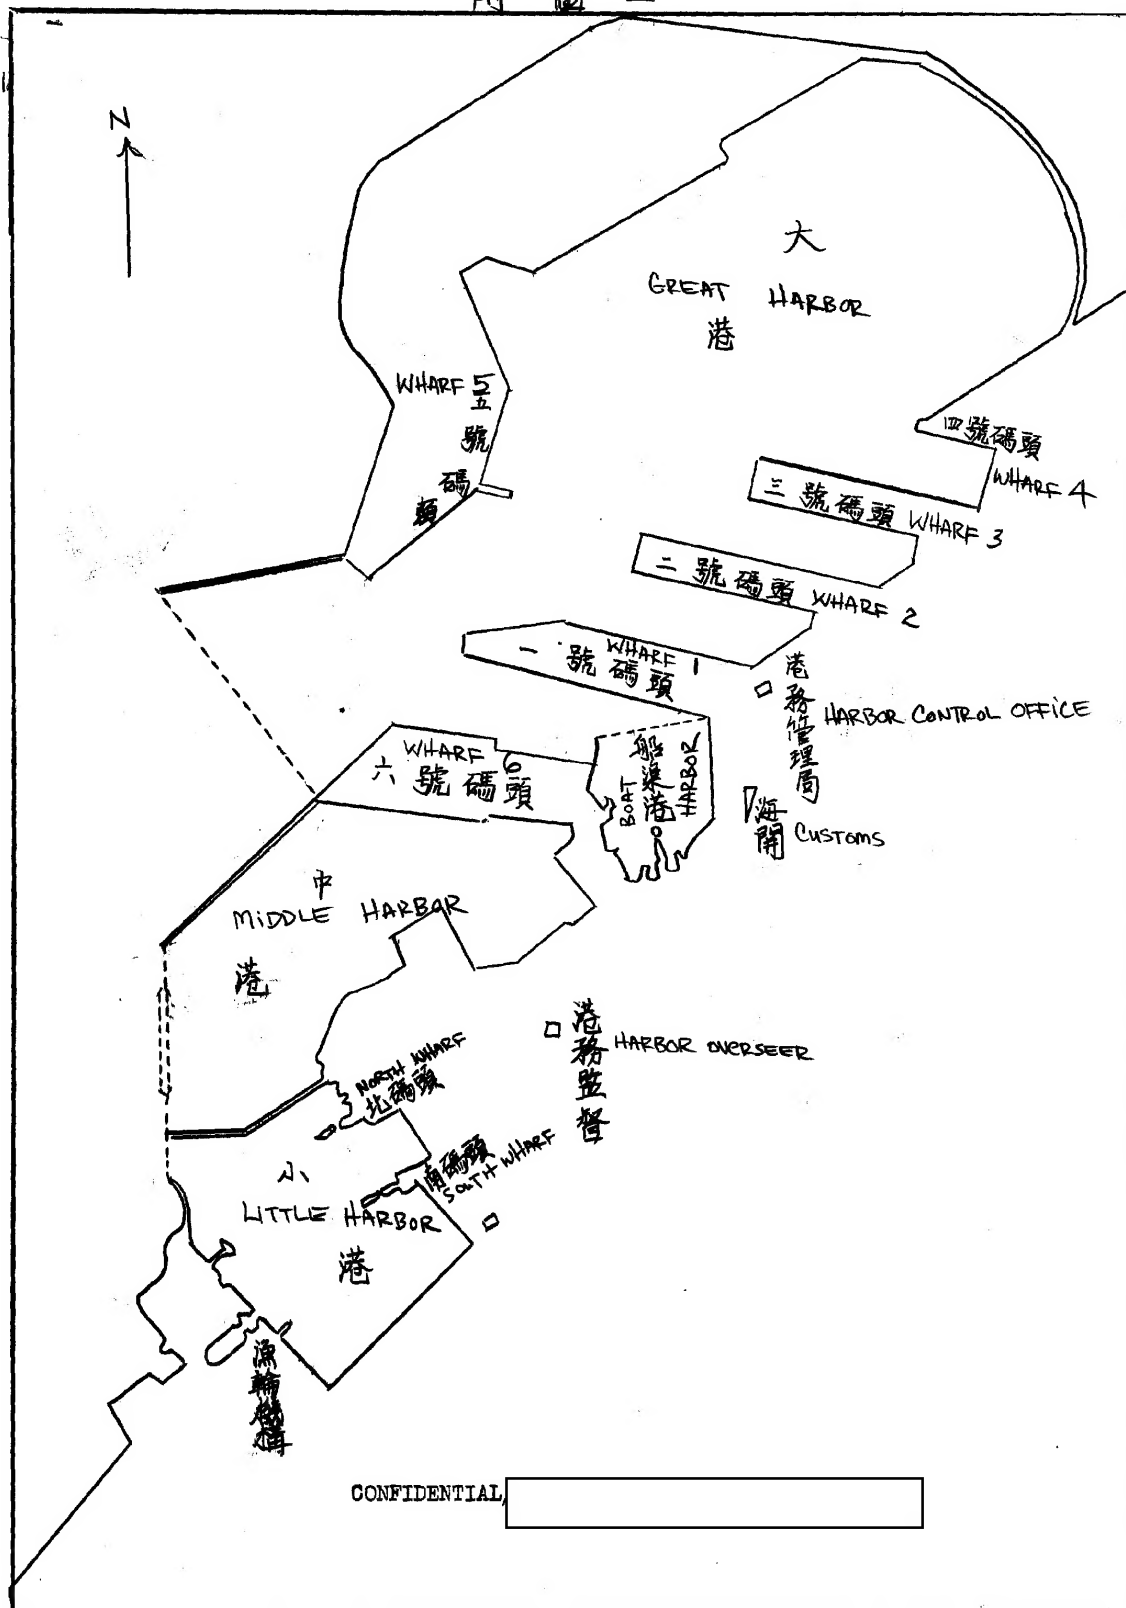 N
大
GREAT HARBOR
港
WHARF 5
五
號
碼
頭
四號碼頭
WHARF 4
三號碼頭 WHARF 3
二號碼頭 WHARF 2
WHARF 1
一號碼頭
港務管理局
HARBOR CONTROL OFFICE
WHARF 6
六號碼頭
船渠港
BOAT HARBOR
海關
CUSTOMS
中
MIDDLE HARBOR
港
港務監督
HARBOR OVERSEER
NORTH WHARF
北碼頭
南碼頭
SOUTH WHARF
小
LITTLE HARBOR
港
漁輪機構
CONFIDENTIAL